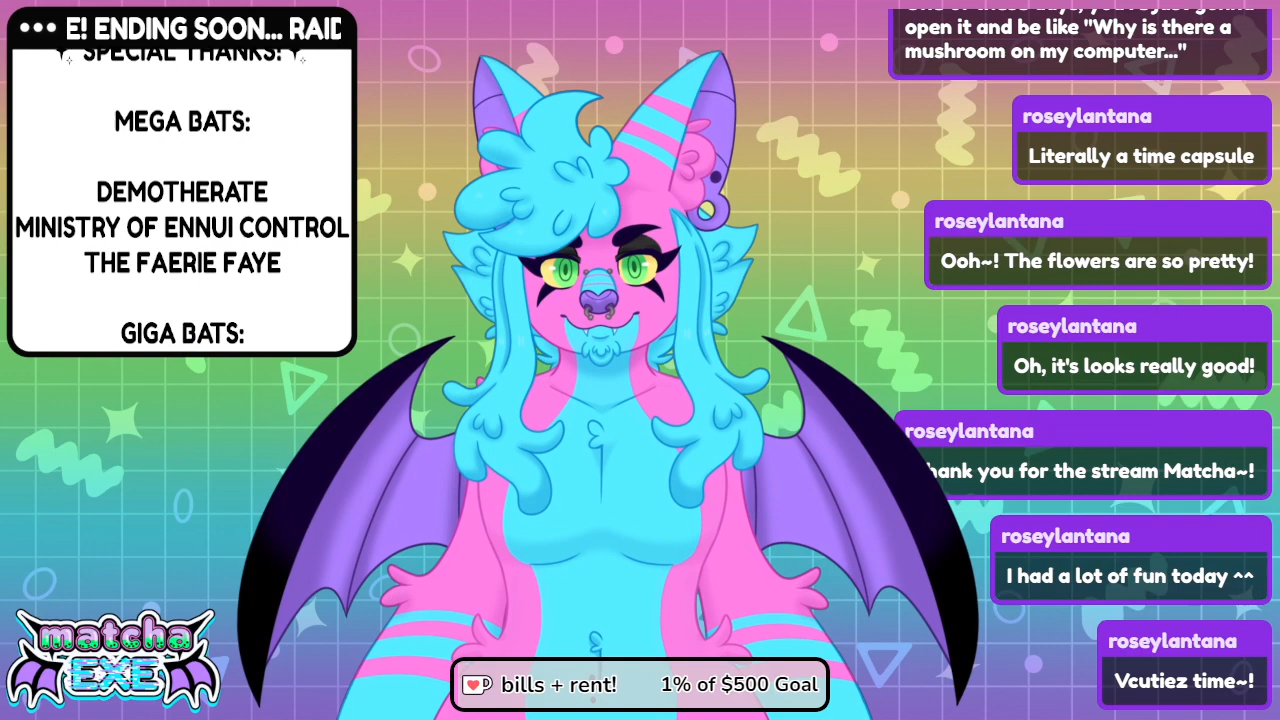 E! ENDING SOON... RAID
SPECIAL THANKS!
MEGA BATS:
DEMOTHERATE
MINISTRY OF ENNUI CONTROL
THE FAERIE FAYE
GIGA BATS:
open it and be like "Why is there a
mushroom on my computer..."
roseylantana
Literally a time capsule
roseylantana
Ooh~! The flowers are so pretty!
roseylantana
Oh, it's looks really good!
roseylantana
hank you for the stream Matcha~!
roseylantana
I had a lot of fun today ^^
roseylantana
Vcutiez time~!
matcha
EXE
bills + rent! 1% of $500 Goal